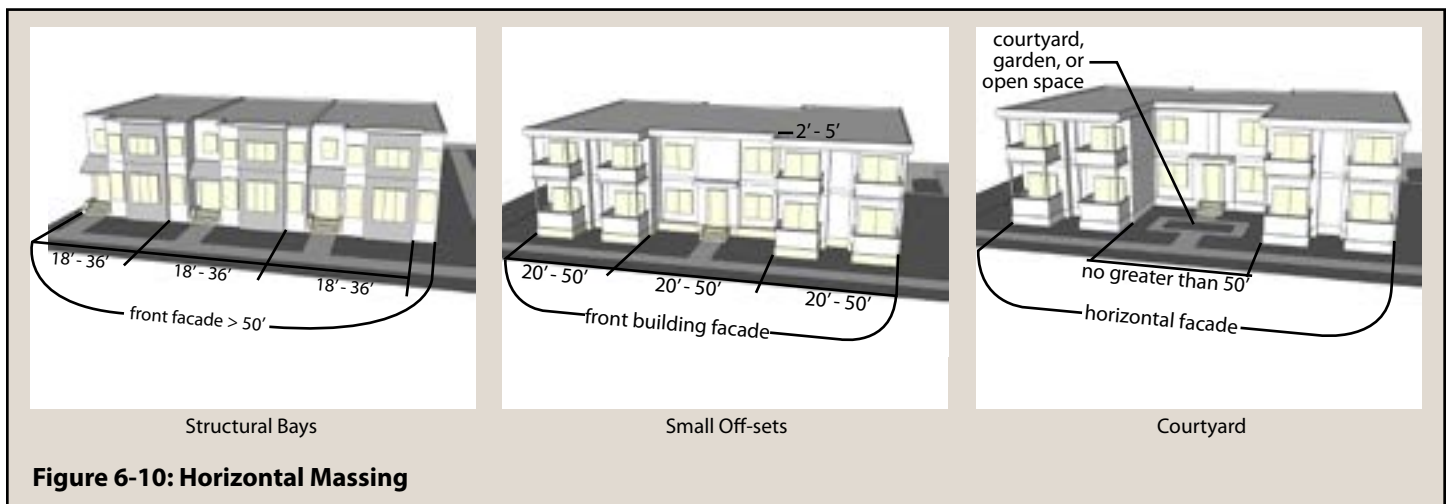 18’ - 36’
18’ - 36’
18’ - 36’
front facade > 50’
Structural Bays
2’ - 5’
20’ - 50’
20’ - 50’
20’ - 50’
front building facade
Small Off-sets
courtyard,
garden, or
open space
no greater than 50’
horizontal facade
Courtyard
Figure 6-10: Horizontal Massing